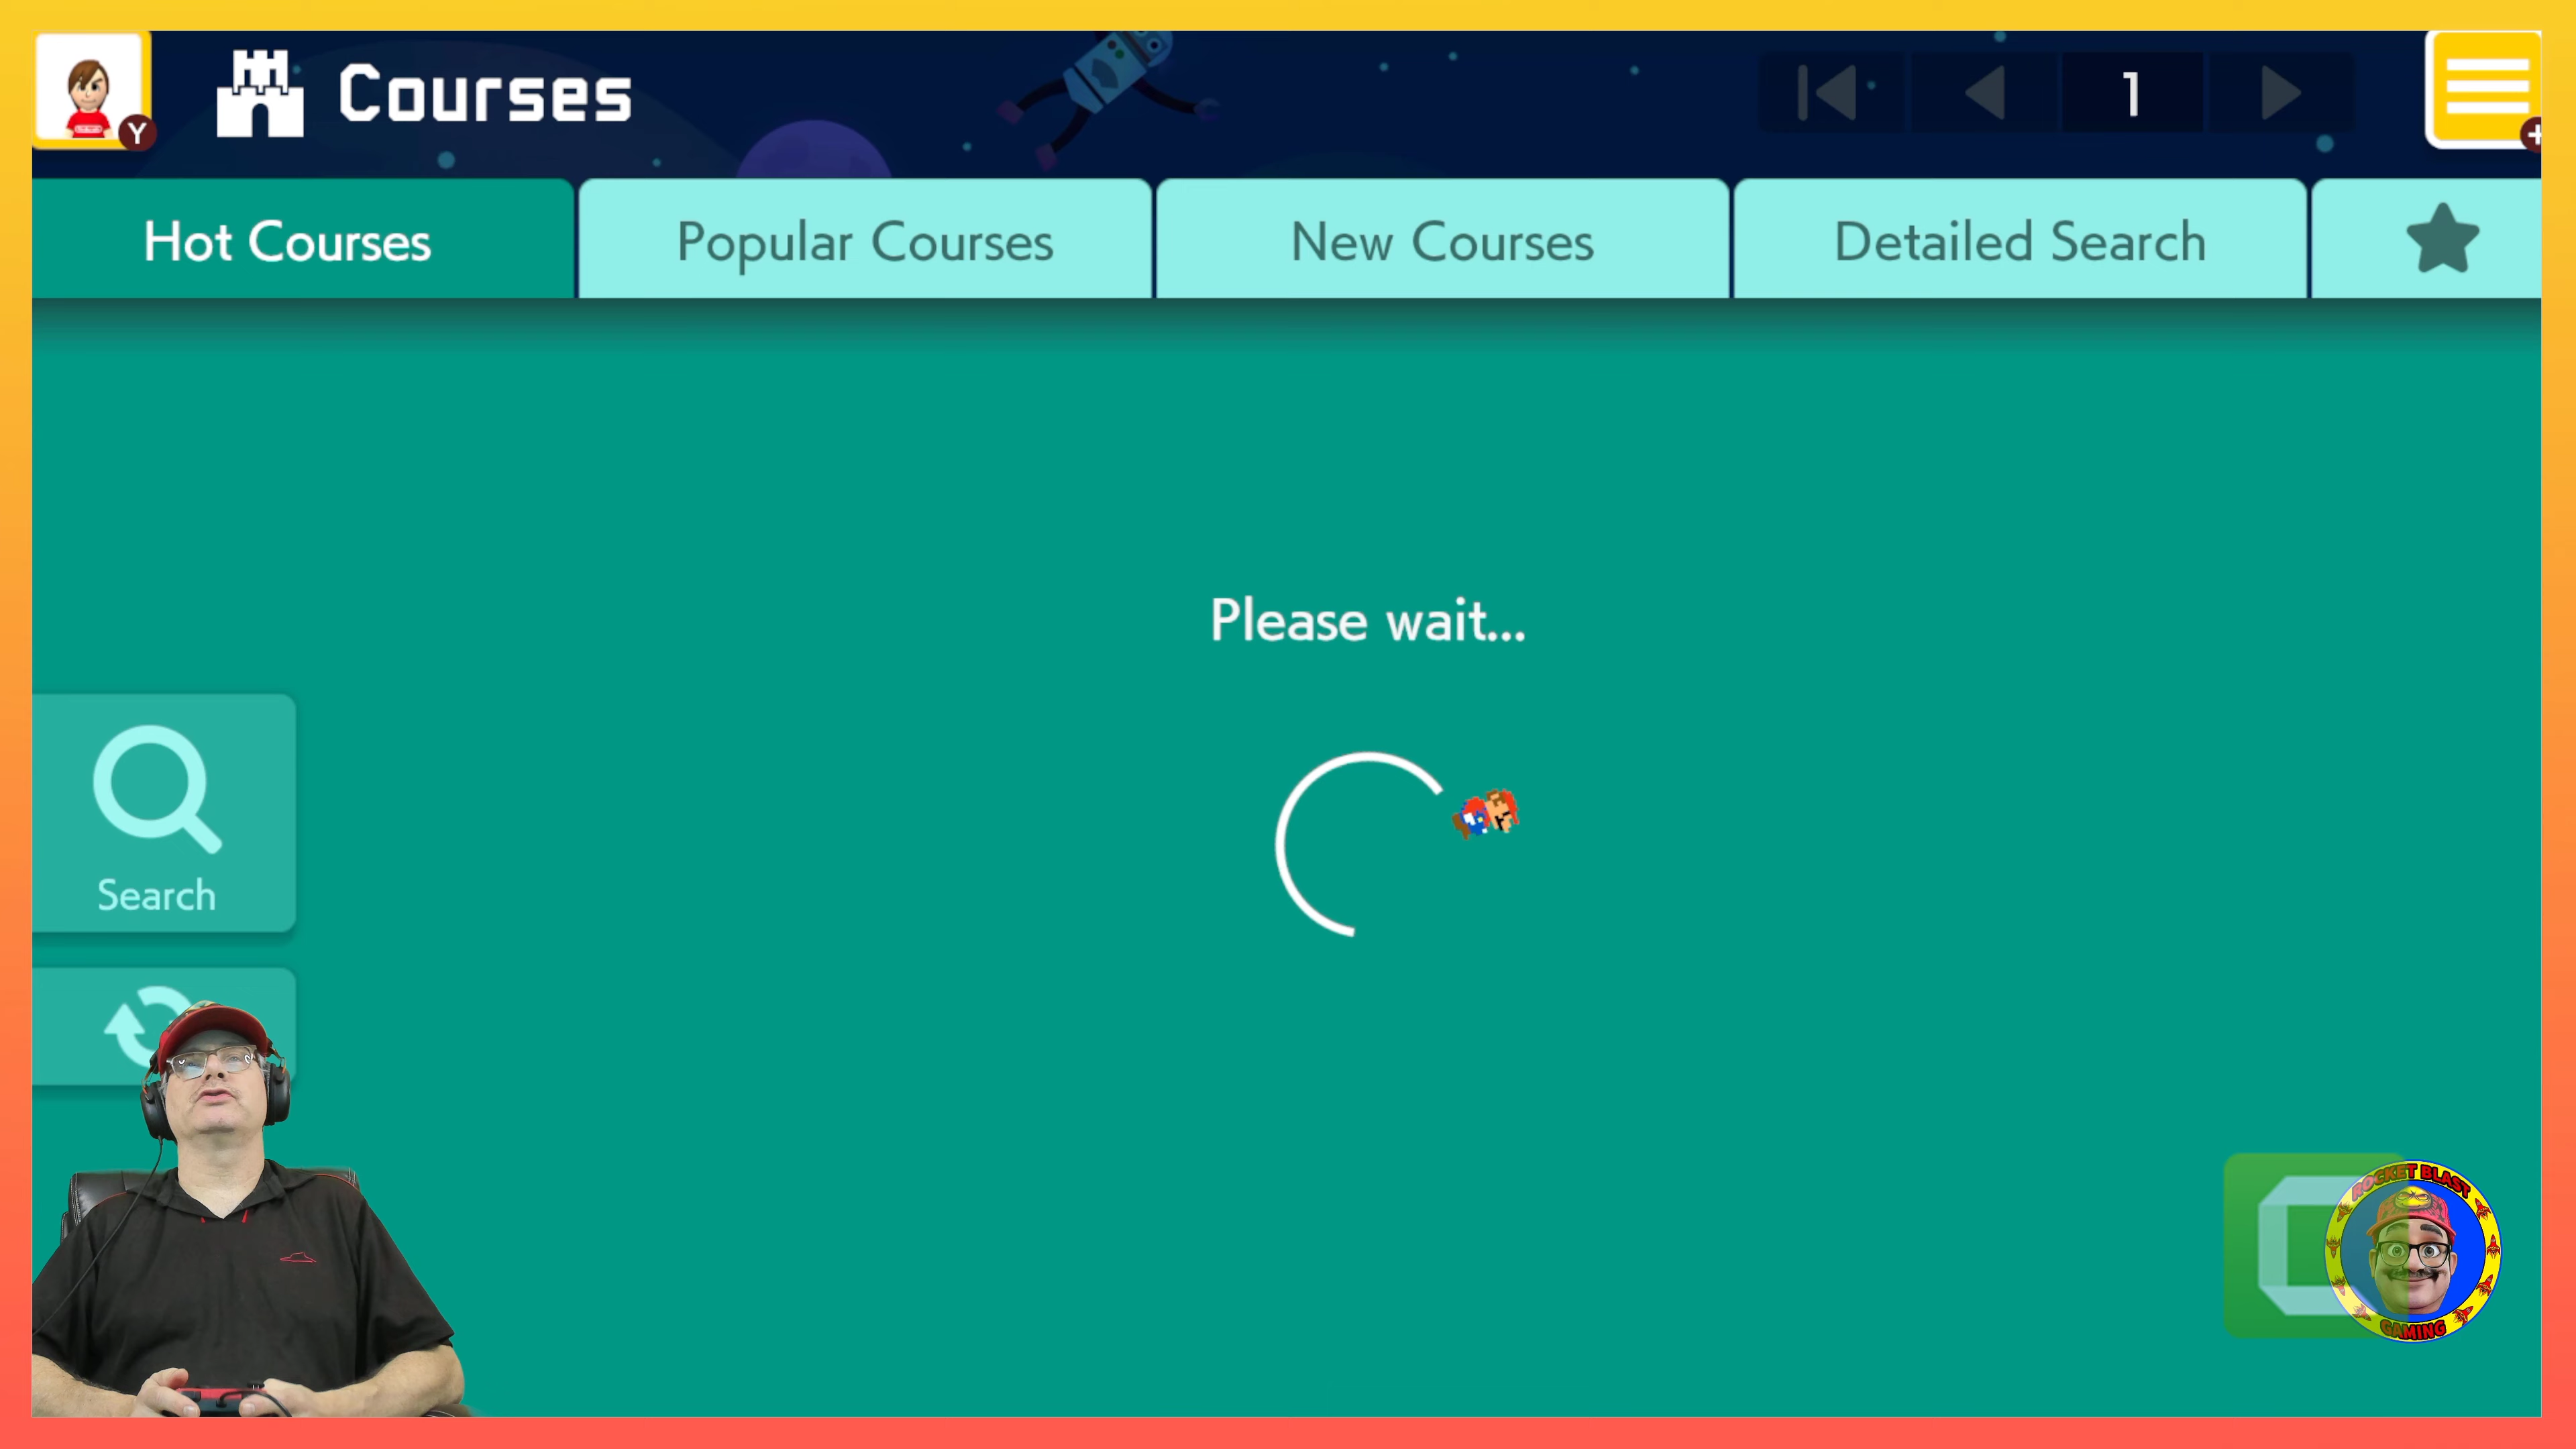 Y
Courses
1
+
Hot Courses
Popular Courses
New Courses
Detailed Search
Please wait...
Search
ROCKET BLAST
GAMING